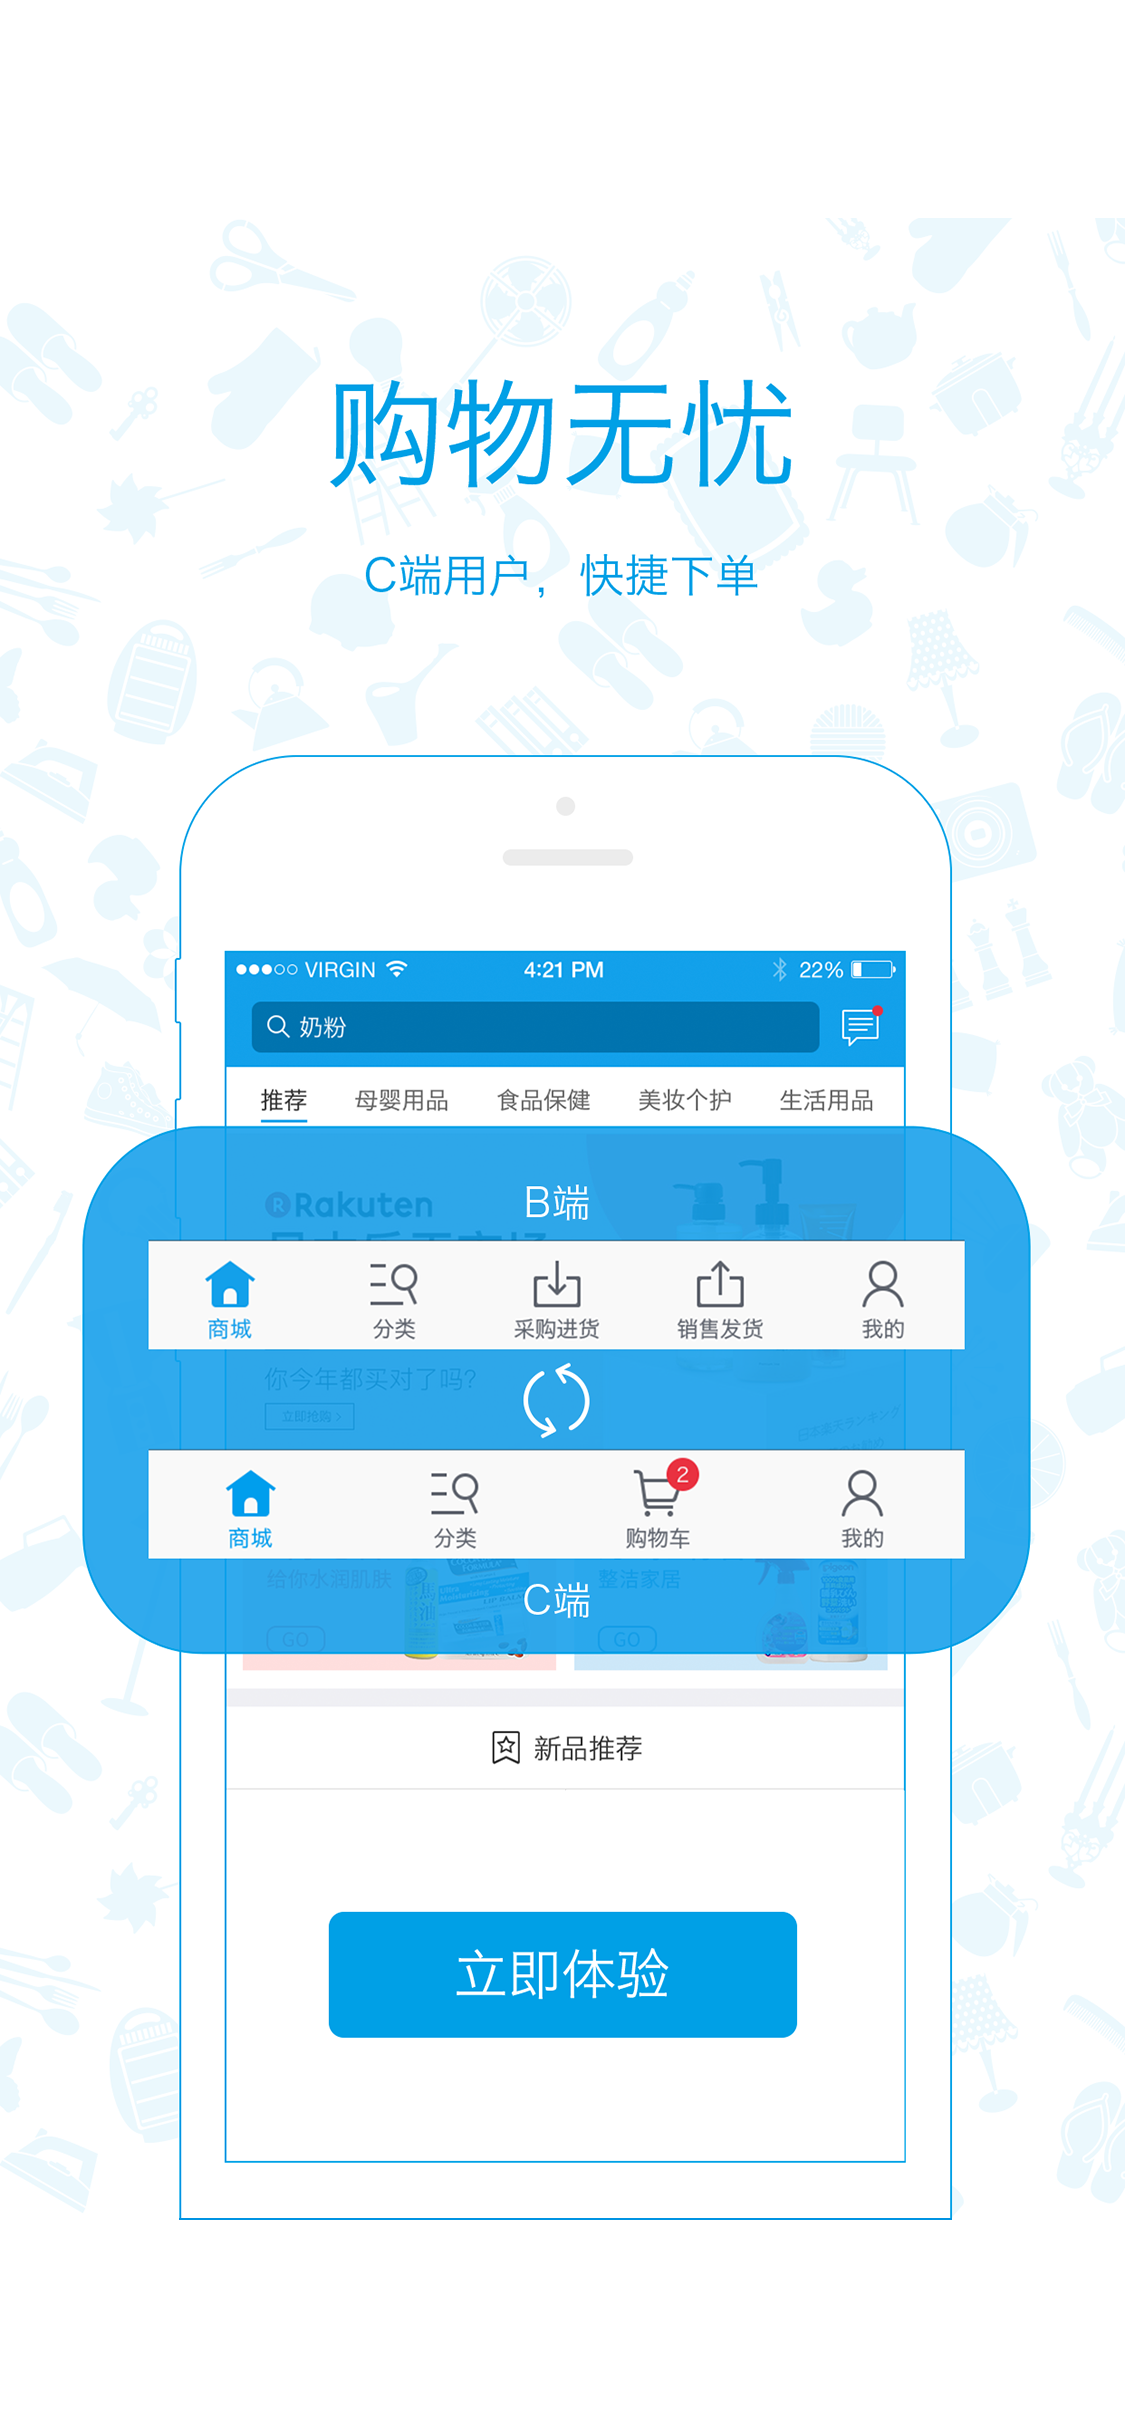 购物无忧
C端用户，快捷下单
VIRGIN 4:21 PM 22%
奶粉
推荐 母婴用品 食品保健 美妆个护 生活用品
B端
Rakuten
商城 分类 采购进货 销售发货 我的
你今年都买对了吗?
立即抢购 >
商城 分类 2 购物车 我的
给你水润肌肤 整洁家居
C端
GO GO
新品推荐
立即体验